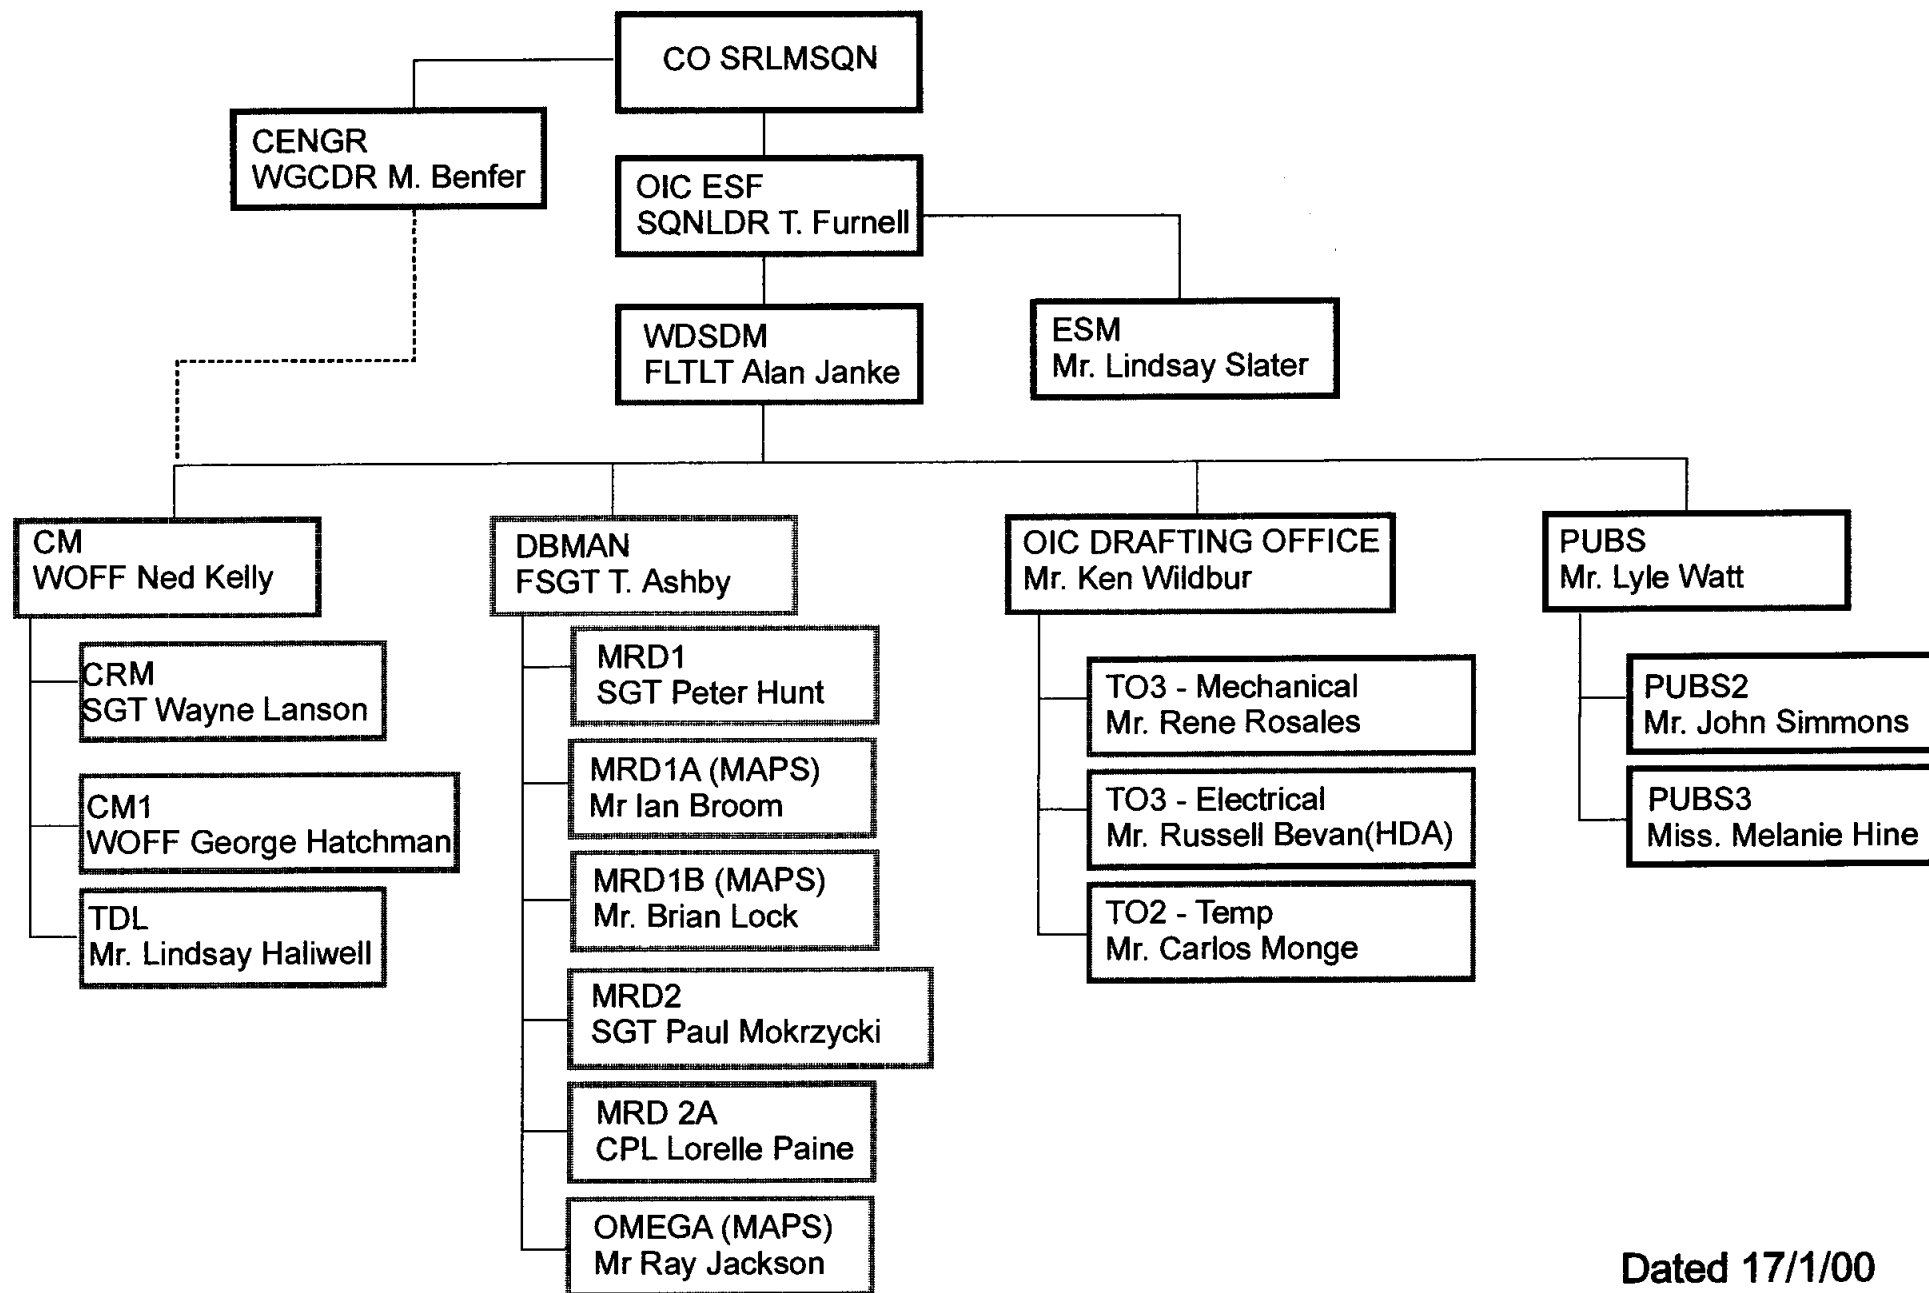 CO SRLMSQN
CENGR
WGCDR M. Benfer
OIC ESF
SQNLDR T. Furnell
WDSDM
FLTLT Alan Janke
ESM
Mr. Lindsay Slater
CM
WOFF Ned Kelly
CRM
SGT Wayne Lanson
CM1
WOFF George Hatchman
TDL
Mr. Lindsay Haliwell
DBMAN
FSGT T. Ashby
MRD1
SGT Peter Hunt
MRD1A (MAPS)
Mr Ian Broom
MRD1B (MAPS)
Mr. Brian Lock
MRD2
SGT Paul Mokrzycki
MRD 2A
CPL Lorelle Paine
OMEGA (MAPS)
Mr Ray Jackson
OIC DRAFTING OFFICE
Mr. Ken Wildbur
TO3 - Mechanical
Mr. Rene Rosales
TO3 - Electrical
Mr. Russell Bevan(HDA)
TO2 - Temp
Mr. Carlos Monge
PUBS
Mr. Lyle Watt
PUBS2
Mr. John Simmons
PUBS3
Miss. Melanie Hine
Dated 17/1/00